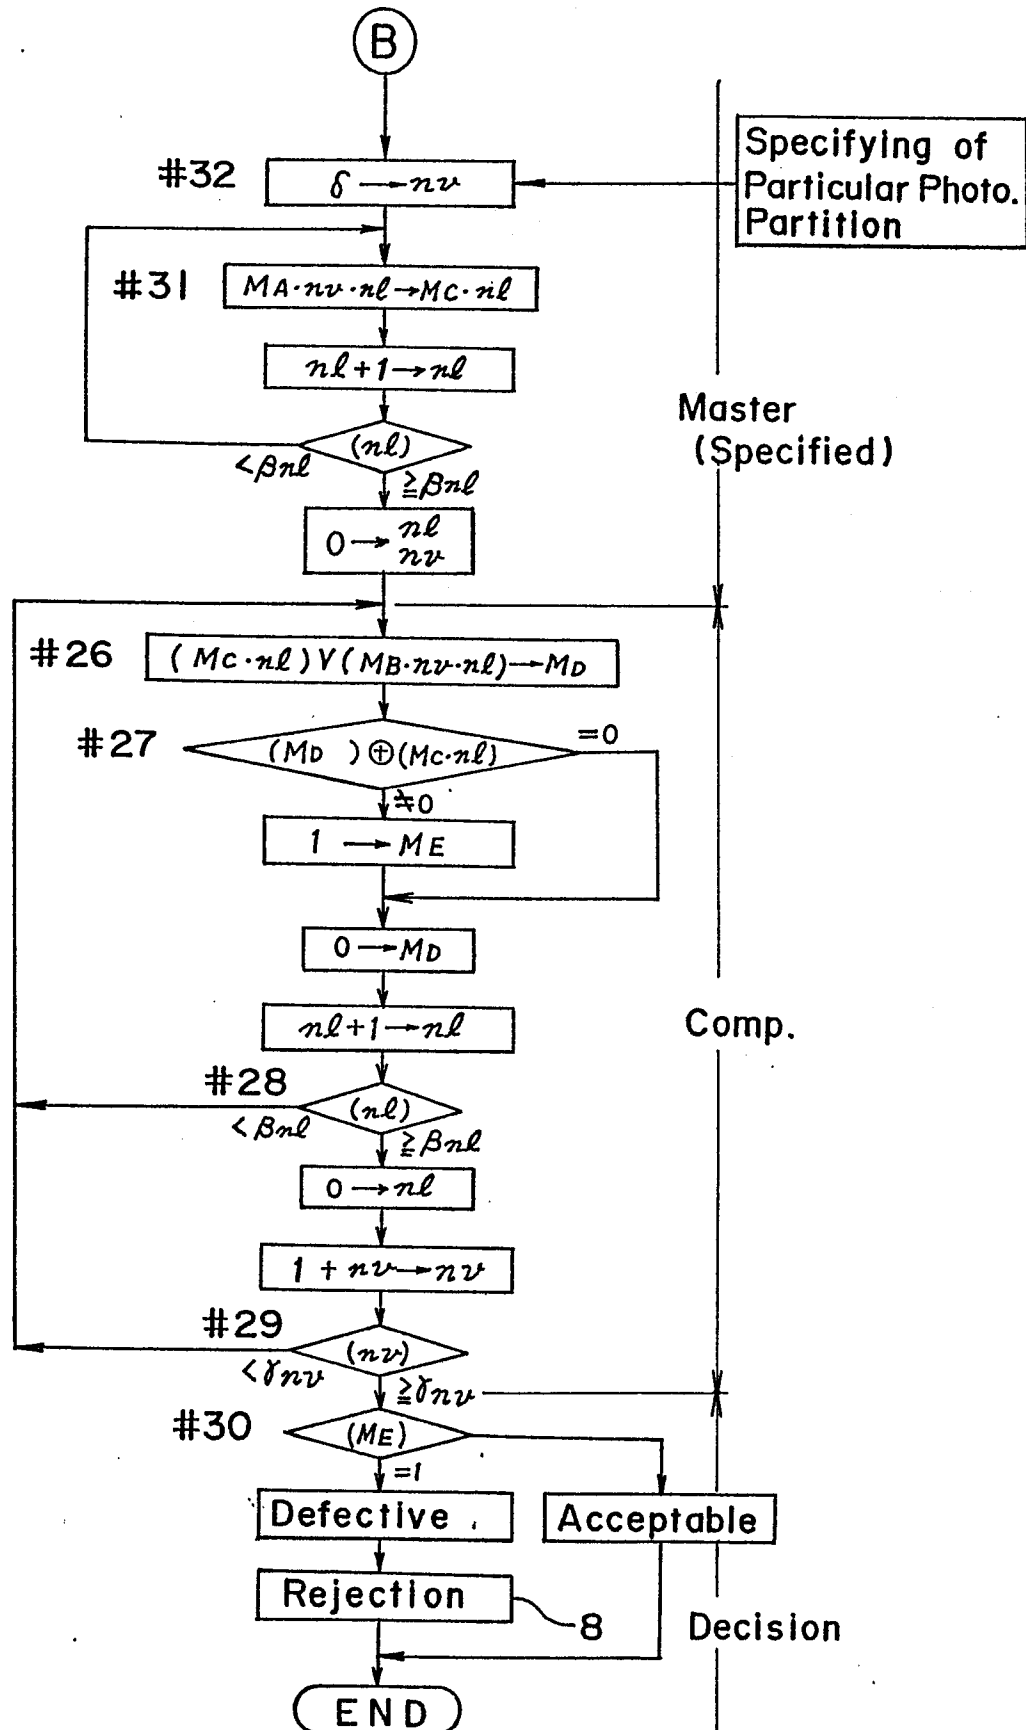 B
Specifying of
Particular Photo.
Partition
#32
δ → nv
#31
MA·nv·nl → MC·nl
nl+1 → nl
(nl)
<βnl
≧βnl
0 → nl
nv
Master
(Specified)
#26
(MC·nl)V(MB·nv·nl) → MD
#27
(MD ) ⊕ (MC·nl)
=0
≠0
1 → ME
0 → MD
nl+1 → nl
Comp.
#28
(nl)
<βnl
≧βnl
0 → nl
1 + nv → nv
#29
(nv)
<γnv
≧γnv
#30
(ME)
=1
Defective
Acceptable
Rejection
8
Decision
END